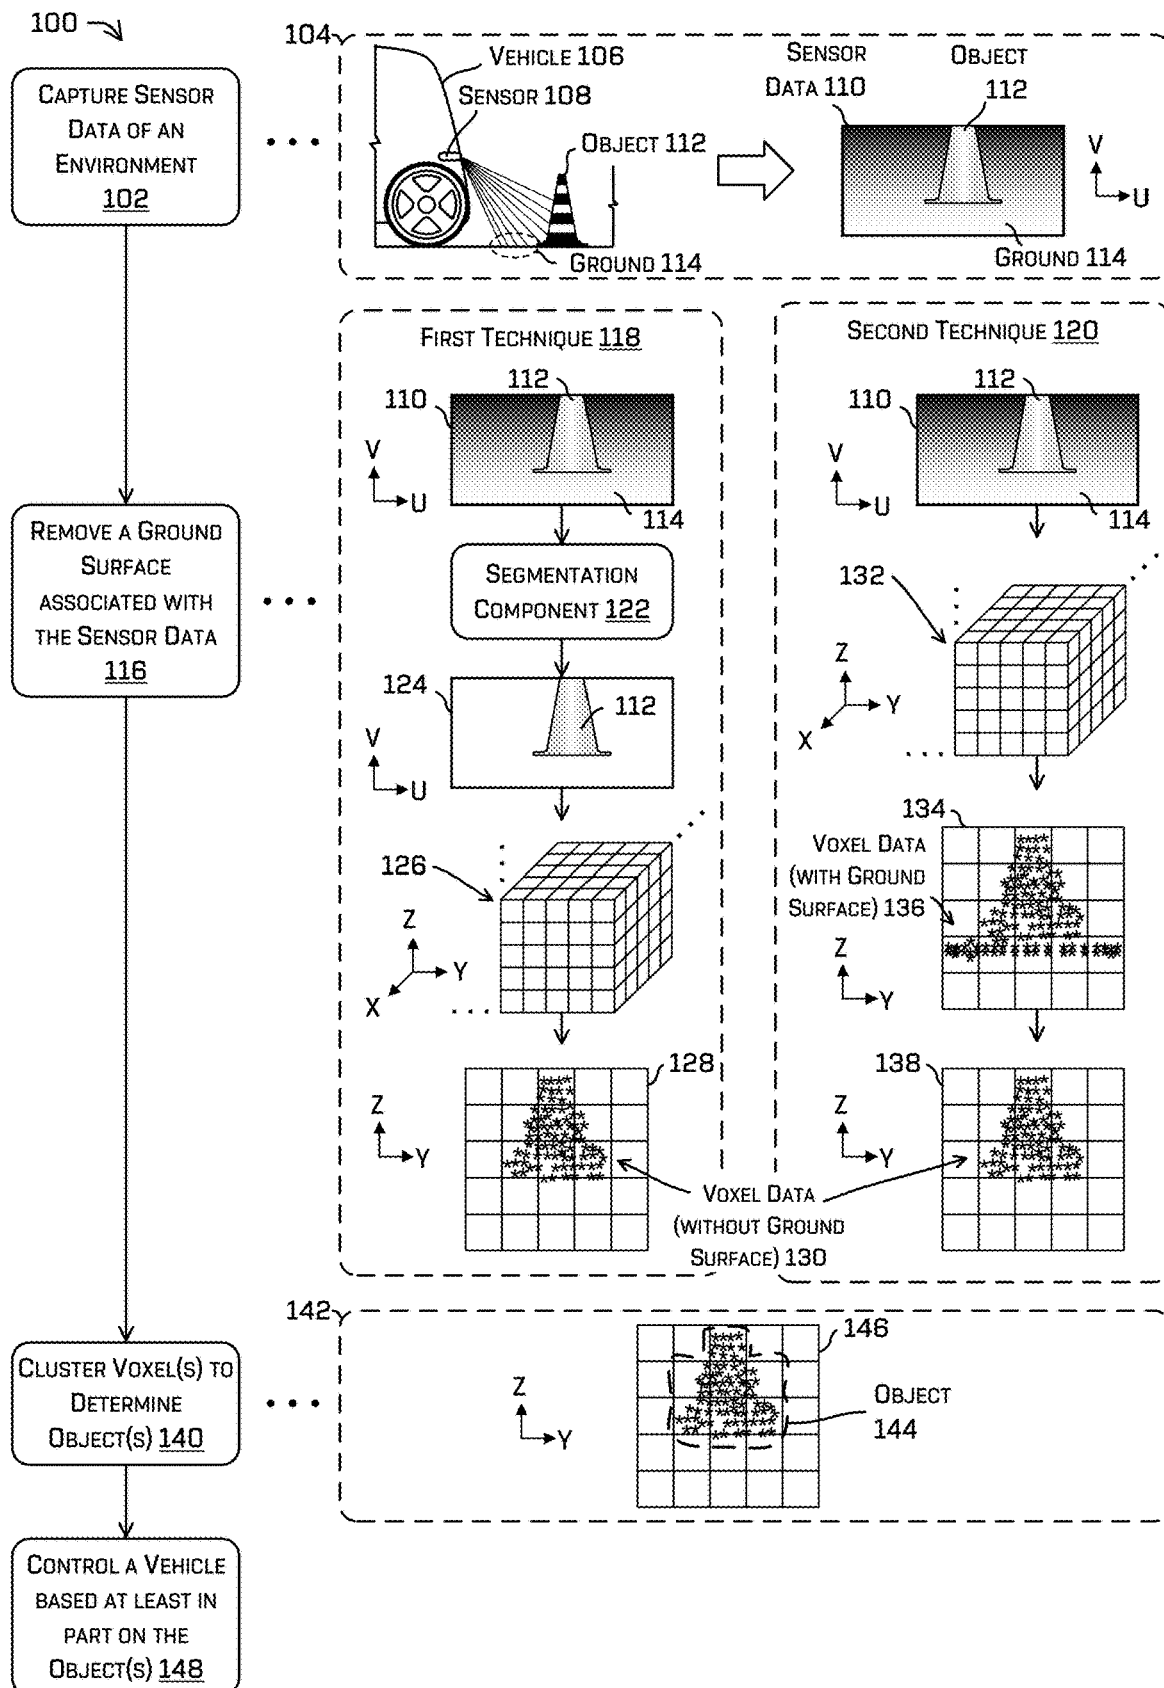 100
CAPTURE SENSOR
DATA OF AN
ENVIRONMENT
102
104
VEHICLE 106
SENSOR 108
OBJECT 112
GROUND 114
SENSOR
DATA 110
OBJECT
112
V
U
GROUND 114
REMOVE A GROUND
SURFACE
ASSOCIATED WITH
THE SENSOR DATA
116
FIRST TECHNIQUE 118
112
110
V
U
114
SEGMENTATION
COMPONENT 122
124
112
V
U
126
Z
Y
X
128
Z
Y
SECOND TECHNIQUE 120
112
110
V
U
114
132
Z
Y
X
134
VOXEL DATA
(WITH GROUND
SURFACE) 136
Z
Y
138
Z
Y
VOXEL DATA
(WITHOUT GROUND
SURFACE) 130
CLUSTER VOXEL(S) TO
DETERMINE
OBJECT(S) 140
142
146
Z
Y
OBJECT
144
CONTROL A VEHICLE
BASED AT LEAST IN
PART ON THE
OBJECT(S) 148